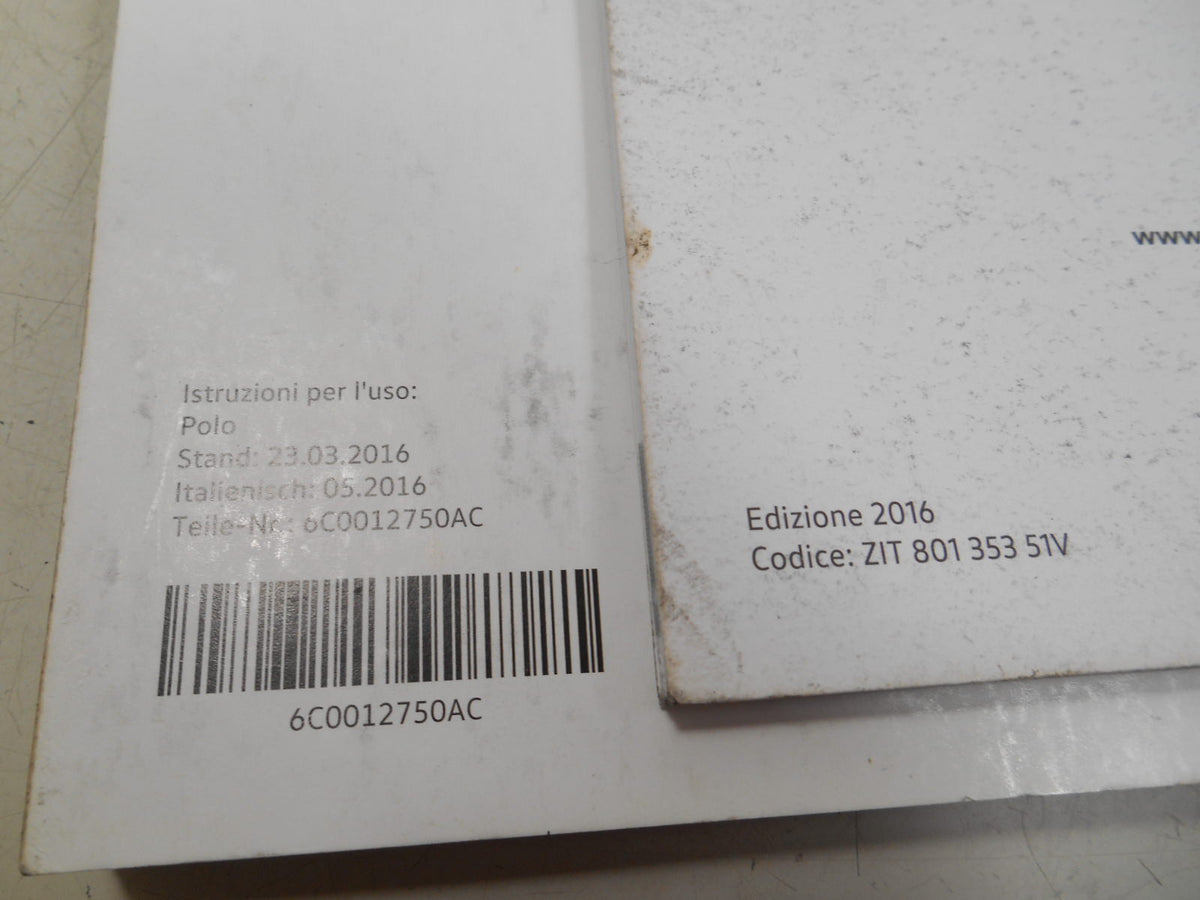 Istruzioni per l'uso:
Polo
Stand: 23.03.2016
Italienisch: 05.2016
Teile-Nr.: 6C0012750AC
6C0012750AC
www.
Edizione 2016
Codice: ZIT 801 353 51V